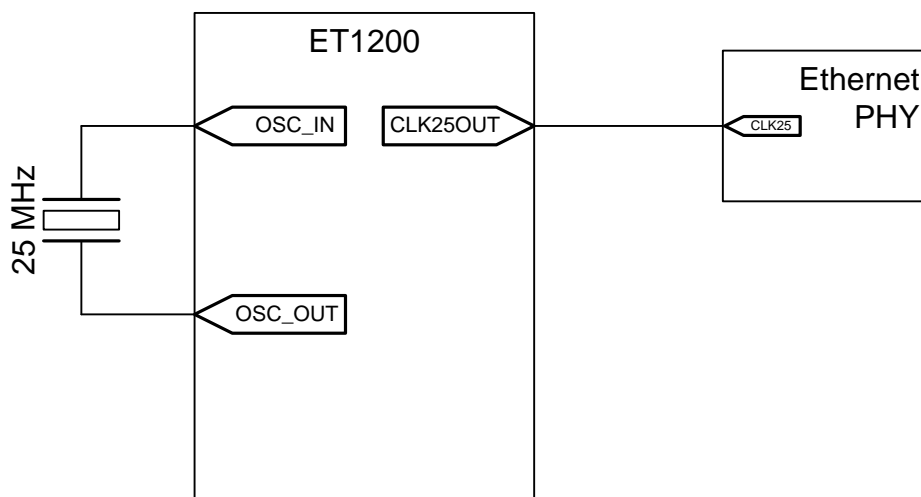 ET1200
Ethernet
PHY
OSC_IN
CLK25OUT
CLK25
25 MHz
OSC_OUT